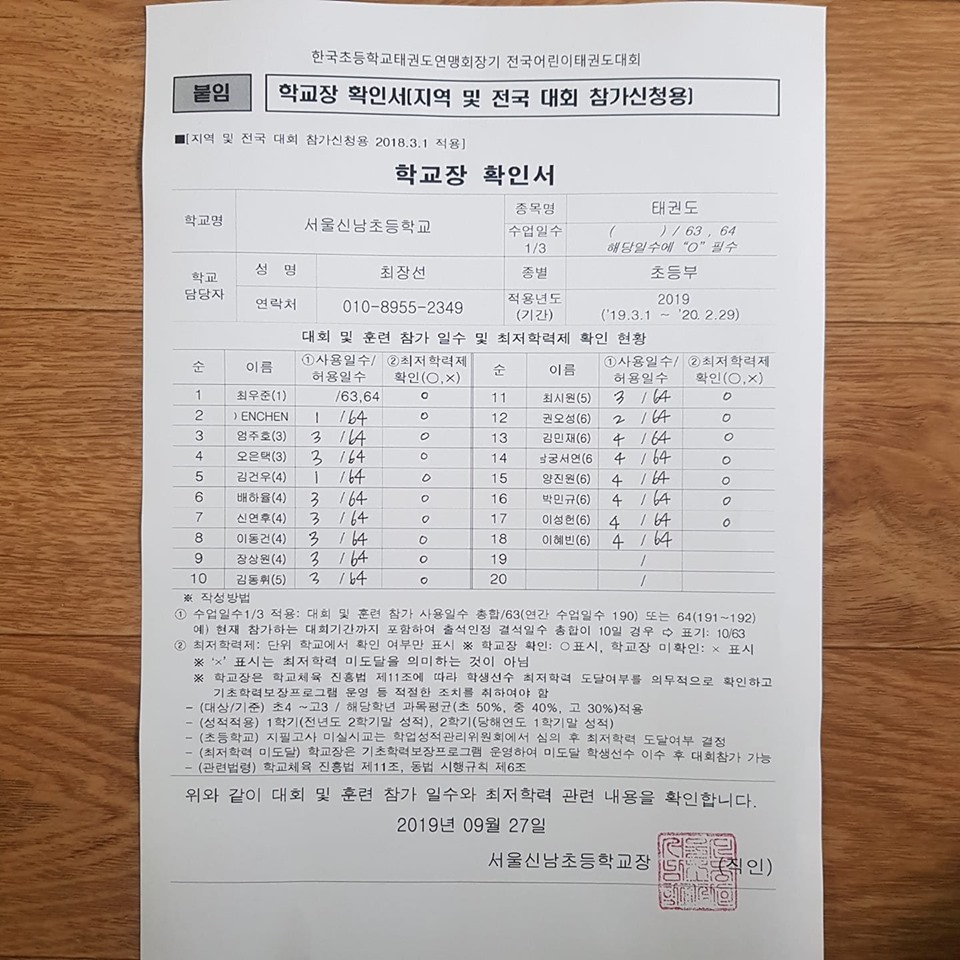 한국초등학교태권도연맹회장기 전국어린이태권도대회
붙임 학교장 확인서(지역 및 전국 대회 참가신청용)
■[지역 및 전국 대회 참가신청용 2018.3.1 적용]
학교장 확인서
학교명 서울신남초등학교 종목명 태권도
수업일수 1/3 ( ) / 63 , 64
해당일수에 "O" 필수
학교 담당자 성 명 최장선 종별 초등부
연락처 010-8955-2349 적용년도 (기간) 2019
('19.3.1 ~ '20.2.29)
대회 및 훈련 참가 일수 및 최저학력제 확인 현황
순 이름 ①사용일수/허용일수 ②최저학력제 확인(○,×) 순 이름 ①사용일수/허용일수 ②최저학력제 확인(○,×)
1 최우준(1) /63,64 O 11 최시원(5) 3 / 64 O
2 ) ENCHEN 1 / 64 O 12 권오성(6) 2 / 64 O
3 엄주호(3) 3 / 64 O 13 김민재(6) 4 / 64 O
4 오은택(3) 3 / 64 O 14 궁서연(6 4 / 64 O
5 김건우(4) 1 / 64 O 15 양진원(6) 4 / 64 O
6 배하율(4) 3 / 64 O 16 박민규(6) 4 / 64 O
7 신연후(4) 3 / 64 O 17 이성헌(6) 4 / 64 O
8 이동건(4) 3 / 64 O 18 이혜빈(6) 4 / 64
9 장상원(4) 3 / 64 O 19 /
10 김동휘(5) 3 / 64 O 20 /
※ 작성방법
① 수업일수1/3 적용: 대회 및 훈련 참가 사용일수 총합/63(연간 수업일수 190) 또는 64(191~192)
예) 현재 참가하는 대회기간까지 포함하여 출석인정 결석일수 총합이 10일 경우 ⇨ 표기: 10/63
② 최저학력제: 단위 학교에서 확인 여부만 표시 ※ 학교장 확인: ○표시, 학교장 미확인: × 표시
※ '×' 표시는 최저학력 미도달을 의미하는 것이 아님
※ 학교장은 학교체육 진흥법 제11조에 따라 학생선수 최저학력 도달여부를 의무적으로 확인하고
기초학력보장프로그램 운영 등 적절한 조치를 취하여야 함
- (대상/기준) 초4 ~고3 / 해당학년 과목평균(초 50%, 중 40%, 고 30%)적용
- (성적적용) 1학기(전년도 2학기말 성적), 2학기(당해연도 1학기말 성적)
- (초등학교) 지필고사 미실시교는 학업성적관리위원회에서 심의 후 최저학력 도달여부 결정
- (최저학력 미도달) 학교장은 기초학력보장프로그램 운영하여 미도달 학생선수 이수 후 대회참가 가능
- (관련법령) 학교체육 진흥법 제11조, 동법 시행규칙 제6조
위와 같이 대회 및 훈련 참가 일수와 최저학력 관련 내용을 확인합니다.
2019년 09월 27일
서울신남초등학교장 (직인)